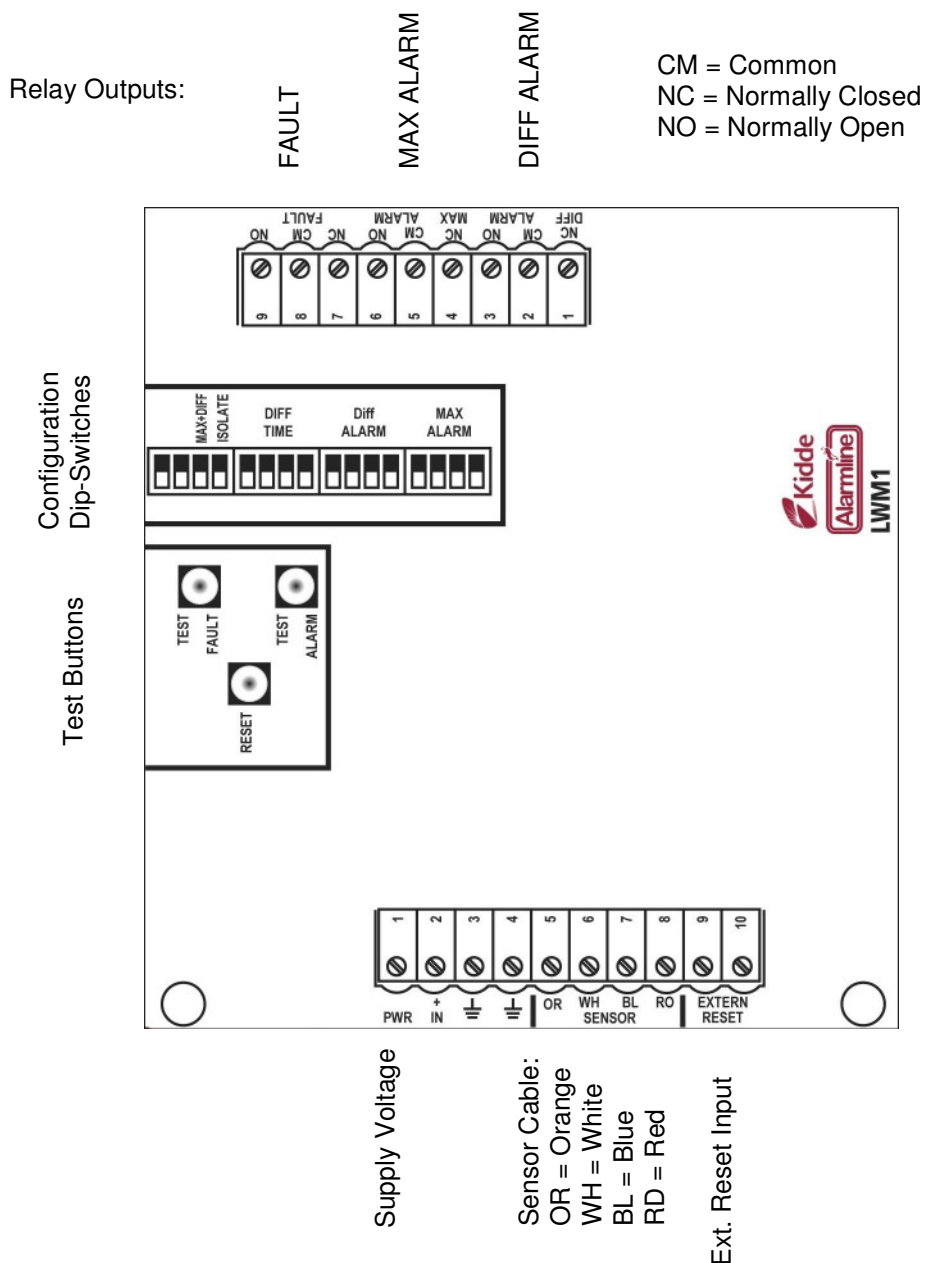 Relay Outputs:
FAULT
MAX ALARM
DIFF ALARM
CM = Common
NC = Normally Closed
NO = Normally Open
FAULT
ALARM MAX
ALARM DIFF
NO CM NC NO CM NC NO CM NC
9 8 7 6 5 4 3 2 1
Configuration
Dip-Switches
MAX+DIFF
ISOLATE
DIFF
TIME
Diff
ALARM
MAX
ALARM
Kidde
Alarmline
LWM1
Test Buttons
TEST
FAULT
TEST
ALARM
RESET
1 2 3 4 5 6 7 8 9 10
PWR
+
IN
OR WH BL RO
SENSOR
EXTERN
RESET
Supply Voltage
Sensor Cable:
OR = Orange
WH = White
BL = Blue
RD = Red
Ext. Reset Input